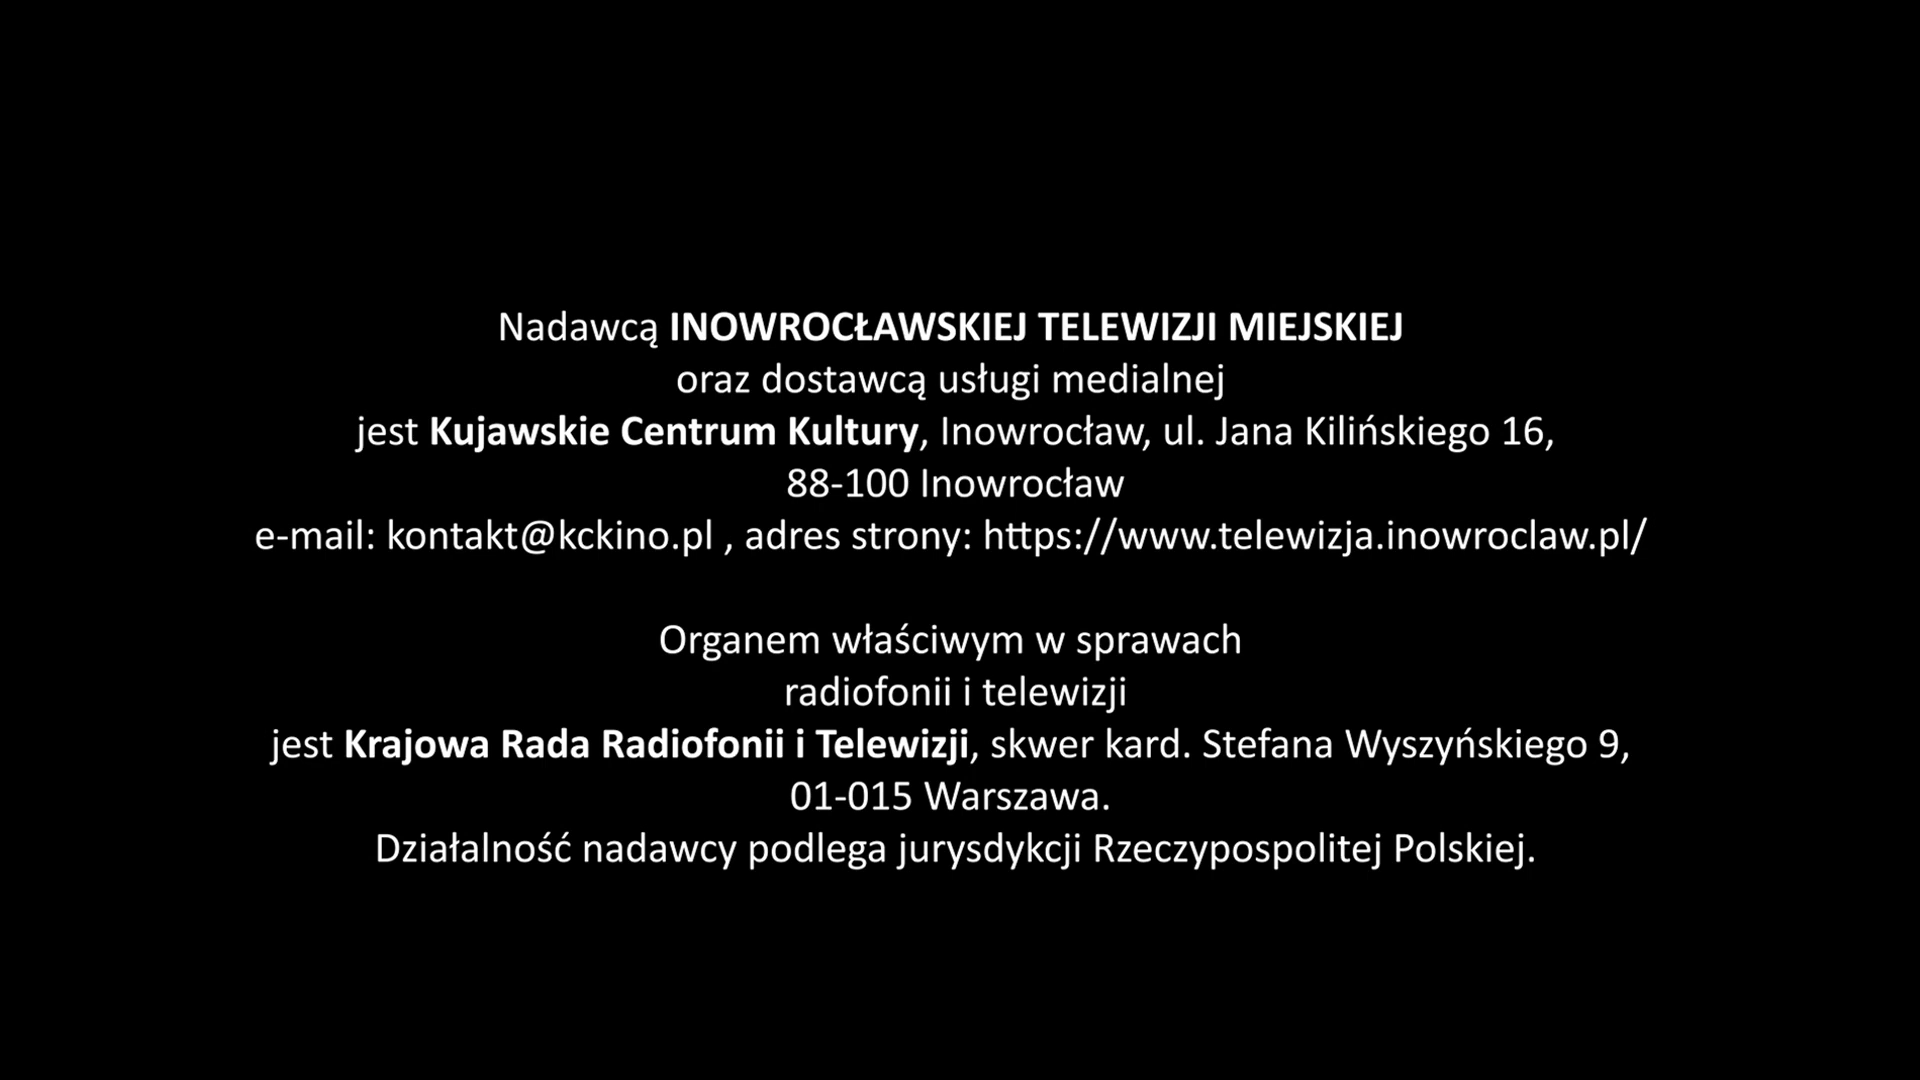 Nadawcą INOWROCŁAWSKIEJ TELEWIZJI MIEJSKIEJ
oraz dostawcą usługi medialnej
jest Kujawskie Centrum Kultury, Inowrocław, ul. Jana Kilińskiego 16,
88-100 Inowrocław
e-mail: kontakt@kckino.pl , adres strony: https://www.telewizja.inowroclaw.pl/
Organem właściwym w sprawach
radiofonii i telewizji
jest Krajowa Rada Radiofonii i Telewizji, skwer kard. Stefana Wyszyńskiego 9,
01-015 Warszawa.
Działalność nadawcy podlega jurysdykcji Rzeczypospolitej Polskiej.